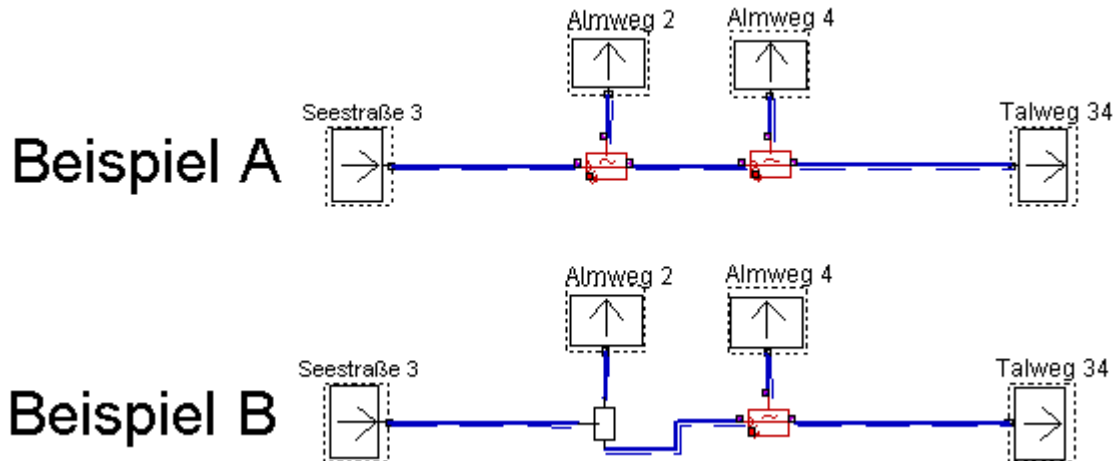 Almweg 2
Almweg 4
Seestraße 3
Talweg 34
Beispiel A
Almweg 2
Almweg 4
Seestraße 3
Talweg 34
Beispiel B